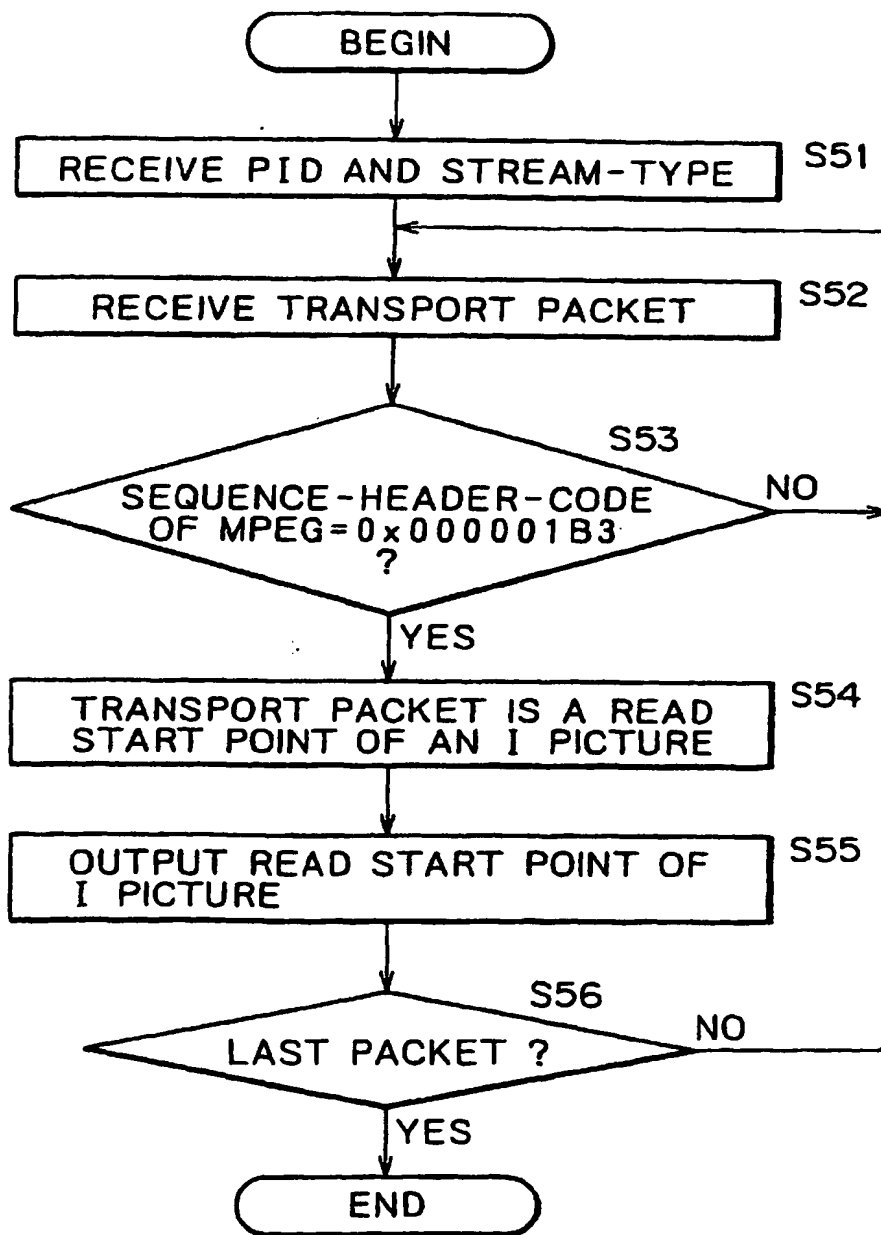 BEGIN
RECEIVE PID AND STREAM-TYPE
S51
RECEIVE TRANSPORT PACKET
S52
S53
SEQUENCE-HEADER-CODE
OF MPEG=0x000001B3
?
NO
YES
TRANSPORT PACKET IS A READ
START POINT OF AN I PICTURE
S54
OUTPUT READ START POINT OF
I PICTURE
S55
S56
LAST PACKET ?
NO
YES
END